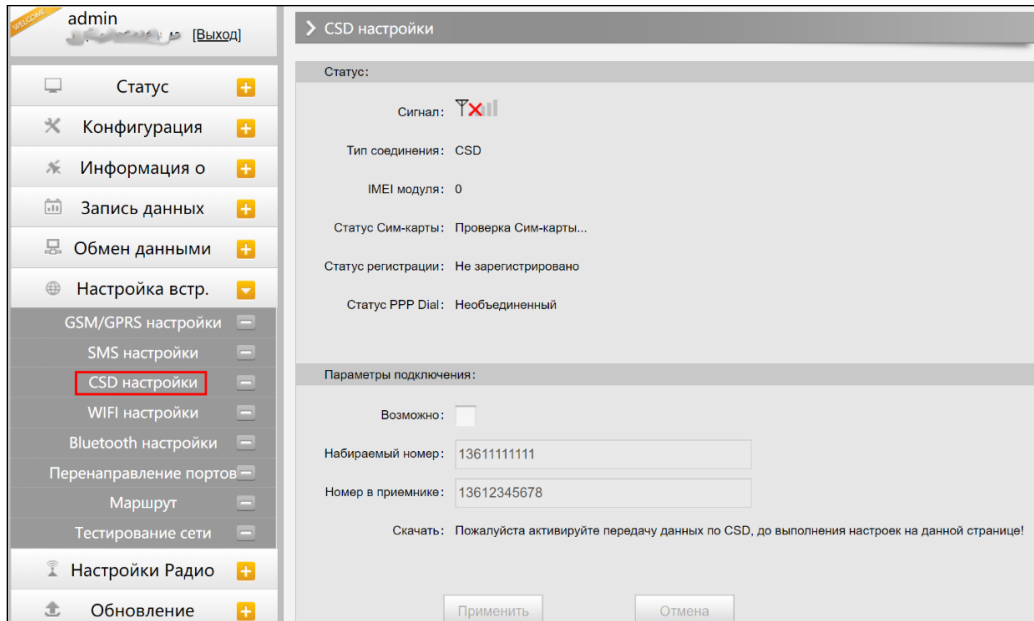 WELCOME
admin
[Выход]
Статус
Конфигурация
Информация о
Запись данных
Обмен данными
Настройка встр.
GSM/GPRS настройки
SMS настройки
CSD настройки
WIFI настройки
Bluetooth настройки
Перенаправление портов
Маршрут
Тестирование сети
Настройки Радио
Обновление
CSD настройки
Статус:
Сигнал:
Тип соединения: CSD
IMEI модуля: 0
Статус Сим-карты: Проверка Сим-карты...
Статус регистрации: Не зарегистрировано
Статус PPP Dial: Необъединенный
Параметры подключения:
Возможно:
Набираемый номер: 13611111111
Номер в приемнике: 13612345678
Скачать: Пожалуйста активируйте передачу данных по CSD, до выполнения настроек на данной странице!
Применить Отмена